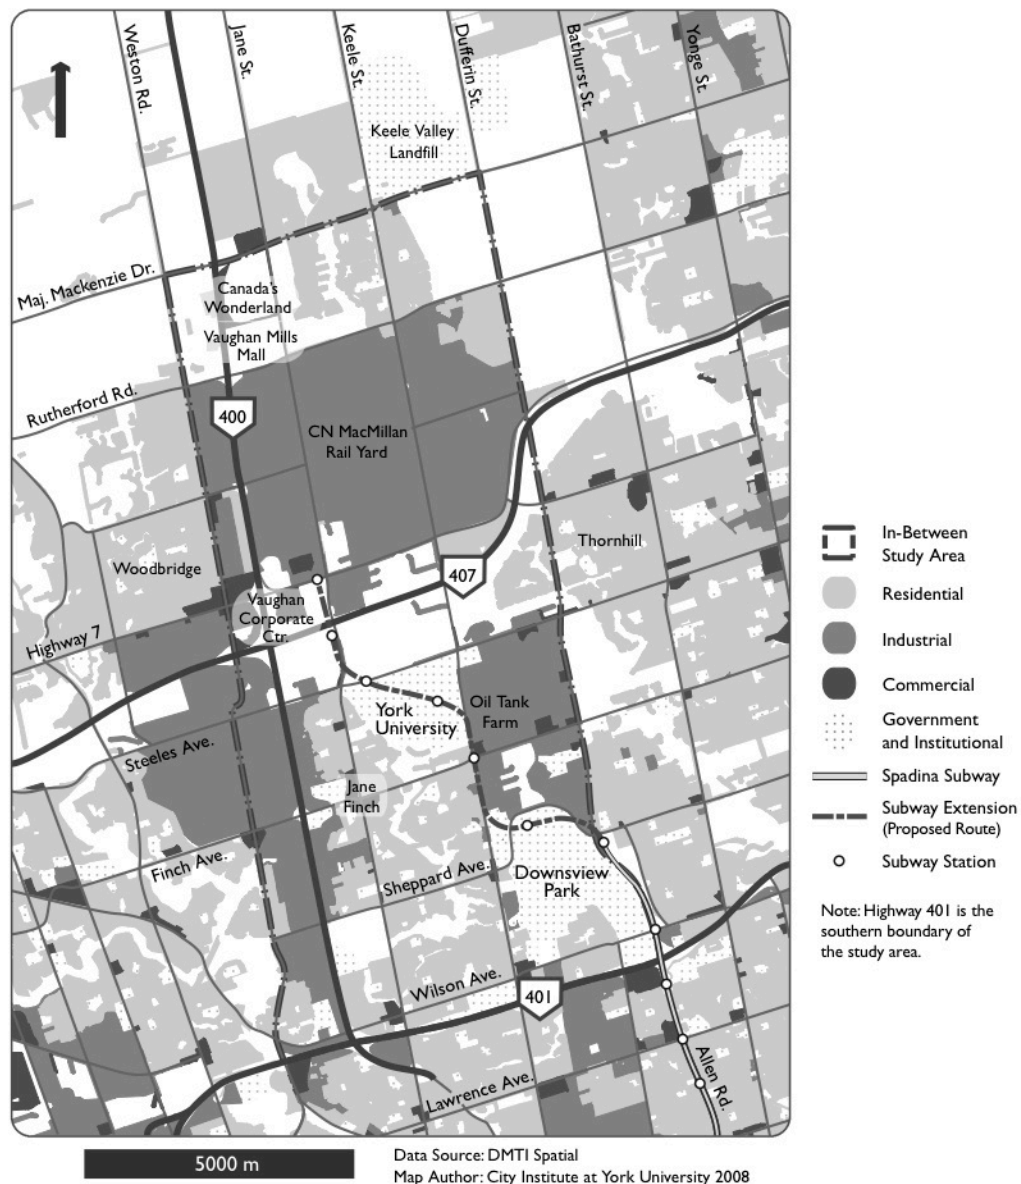 Weston Rd.
Jane St.
Keele St.
Dufferin St.
Bathurst St.
Yonge St.
Keele Valley
Landfill
Maj. Mackenzie Dr.
Canada's
Wonderland
Vaughan Mills
Mall
Rutherford Rd.
400
CN MacMillan
Rail Yard
Thornhill
Woodbridge
407
Vaughan
Corporate
Ctr.
Highway 7
York
University
Oil Tank
Farm
Steeles Ave.
Jane
Finch
Finch Ave.
Sheppard Ave.
Downsview
Park
Wilson Ave.
401
Allen Rd.
Lawrence Ave.
In-Between
Study Area
Residential
Industrial
Commercial
Government
and Institutional
Spadina Subway
Subway Extension
(Proposed Route)
Subway Station
Note: Highway 401 is the
southern boundary of
the study area.
5000 m
Data Source: DMTI Spatial
Map Author: City Institute at York University 2008